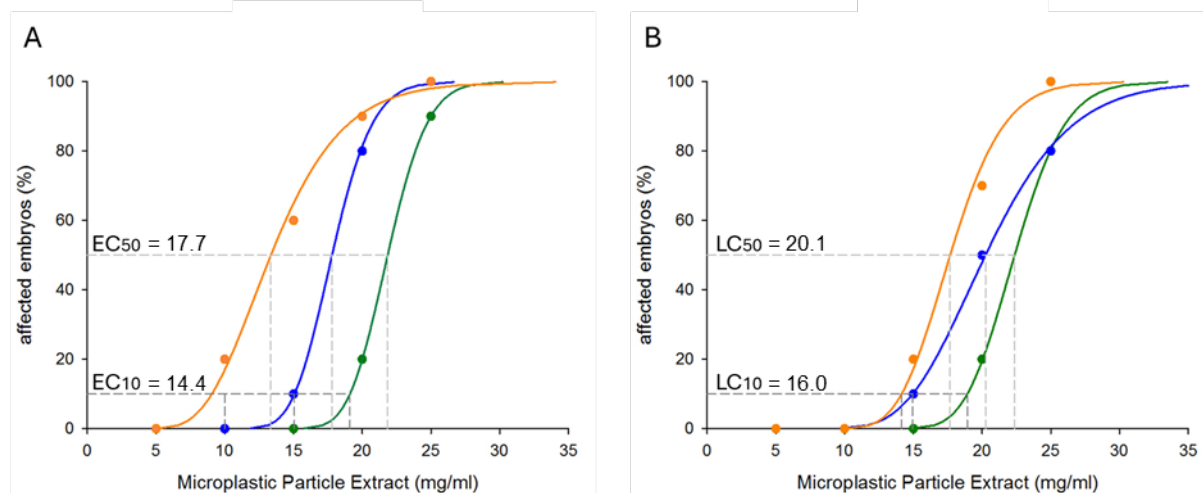 A
affected embryos (%)
100
80
60
40
20
0
EC50 = 17.7
EC10 = 14.4
0 5 10 15 20 25 30 35
Microplastic Particle Extract (mg/ml)
B
affected embryos (%)
100
80
60
40
20
0
LC50 = 20.1
LC10 = 16.0
0 5 10 15 20 25 30 35
Microplastic Particle Extract (mg/ml)